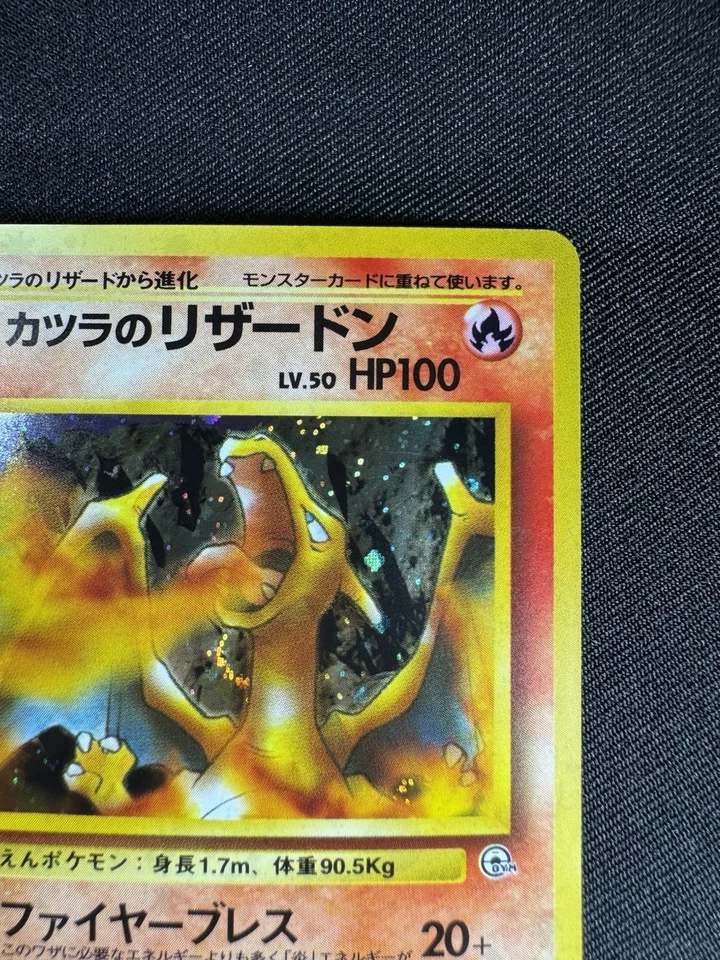 ツラのリザードから進化 モンスターカードに重ねて使います。
カツラのリザードン
LV.50 HP100
えんポケモン：身長1.7m、体重90.5Kg
GYM
ファイヤーブレス 20+
このワザに必要なエネルギーよりも多く「炎」エネルギーが